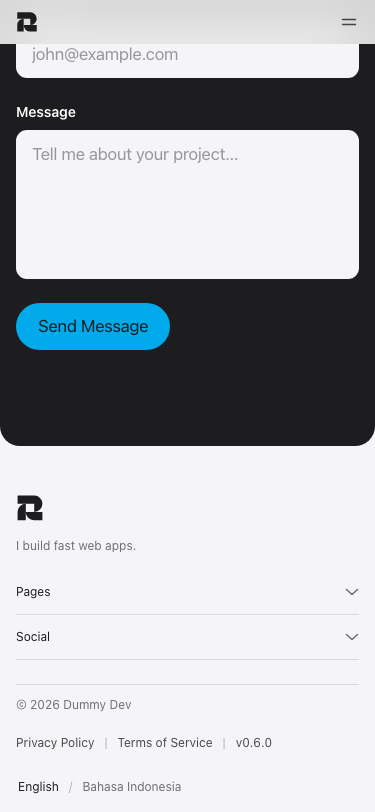 john@example.com
Message
Tell me about your project...
Send Message
I build fast web apps.
Pages
Social
© 2026 Dummy Dev
Privacy Policy | Terms of Service | v0.6.0
English / Bahasa Indonesia